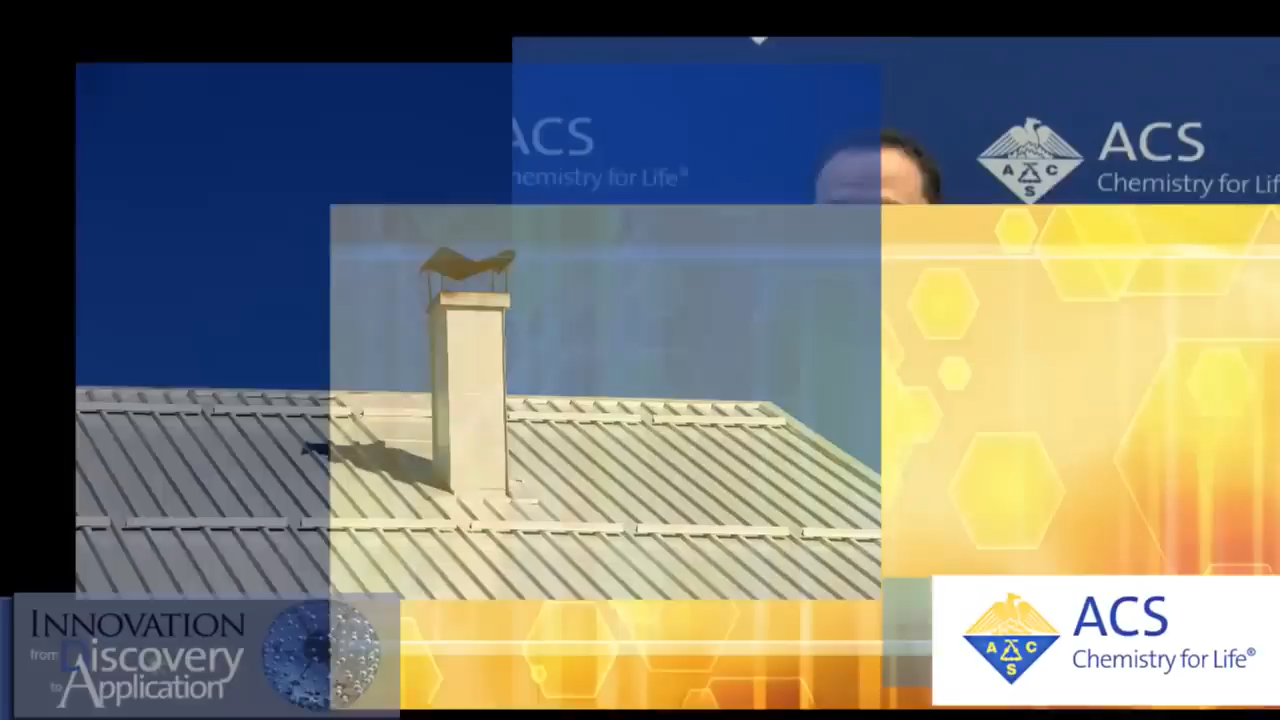 ACS
hemistry for Life®
ACS
Chemistry for Lif
A C S
INNOVATION
from Discovery
to Application
A C S
ACS
Chemistry for Life®